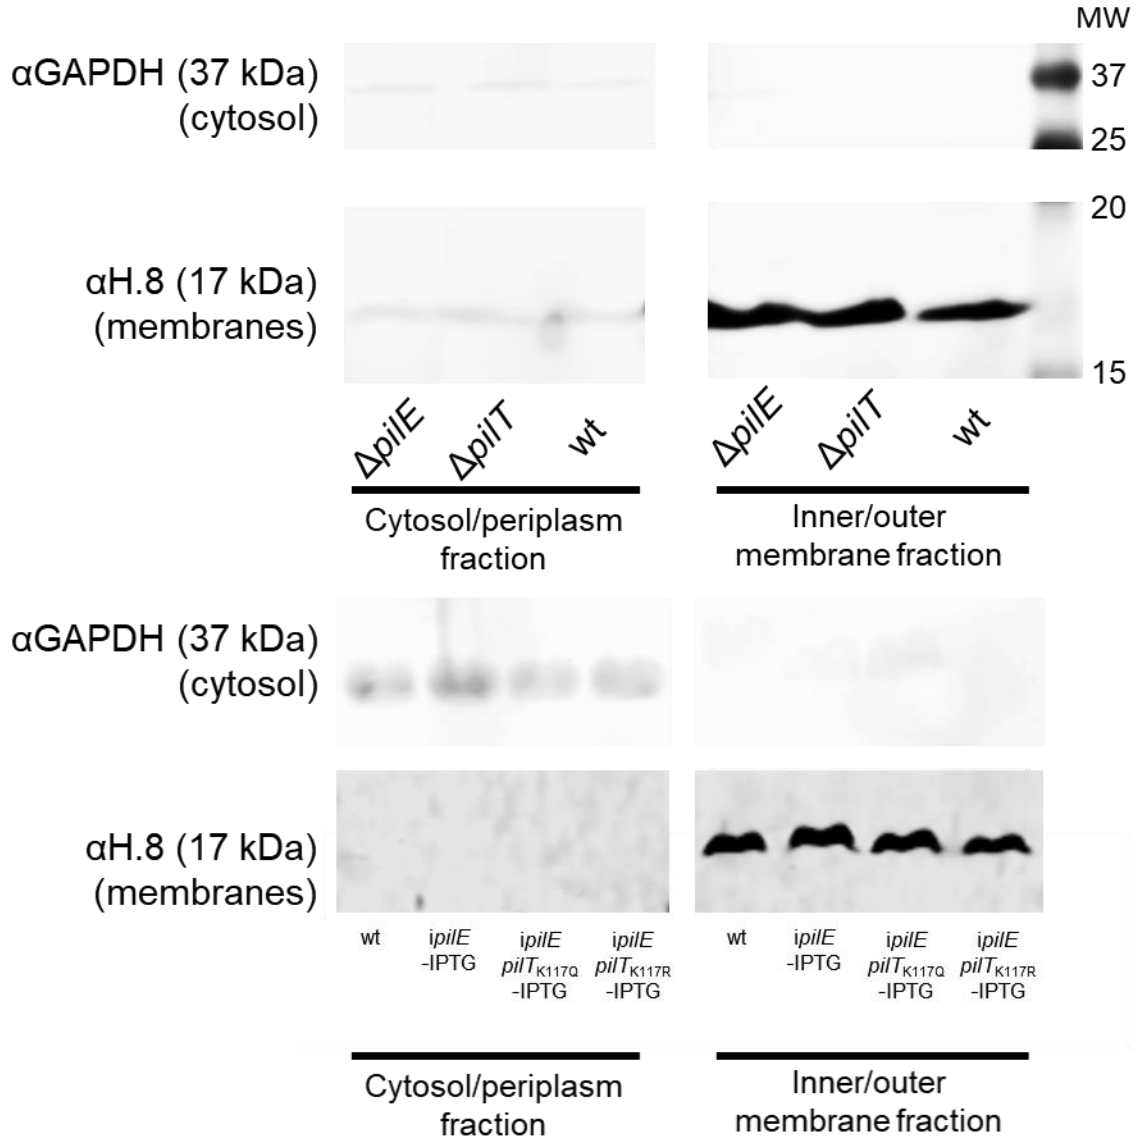 MW
αGAPDH (37 kDa)
(cytosol)
37
25
αH.8 (17 kDa)
(membranes)
20
15
ΔpilE
ΔpilT
wt
ΔpilE
ΔpilT
wt
Cytosol/periplasm
fraction
Inner/outer
membrane fraction
αGAPDH (37 kDa)
(cytosol)
αH.8 (17 kDa)
(membranes)
wt
ipilE
-IPTG
ipilE
pilTK117Q
-IPTG
ipilE
pilTK117R
-IPTG
wt
ipilE
-IPTG
ipilE
pilTK117Q
-IPTG
ipilE
pilTK117R
-IPTG
Cytosol/periplasm
fraction
Inner/outer
membrane fraction